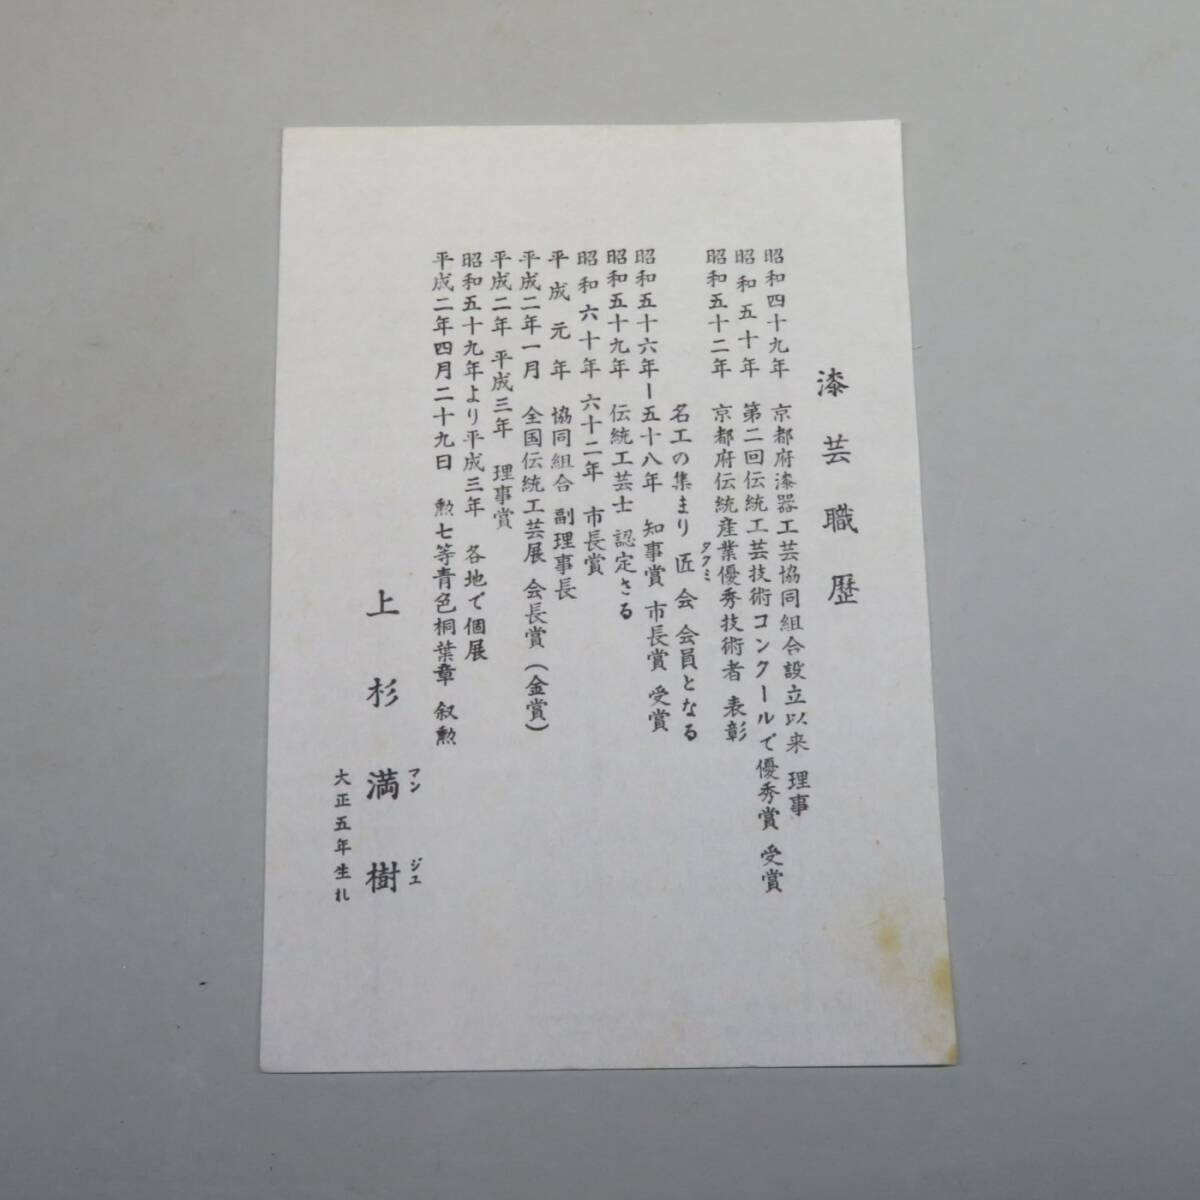 漆芸職歴
昭和四十九年 京都府漆器工芸協同組合設立以来 理事
昭和五十年 第二回伝統工芸技術コンクールで優秀賞 受賞
昭和五十二年 京都府伝統産業優秀技術者 表彰
名工の集まり 匠会 会員となる
タクミ
昭和五十六年ー五十八年 知事賞 市長賞 受賞
昭和五十九年 伝統工芸士 認定さる
昭和六十年 六十二年 市長賞
平成元年 協同組合 副理事長
平成二年一月 全国伝統工芸展 会長賞(金賞)
平成二年 平成三年 理事賞
昭和五十九年より平成三年 各地で個展
平成二年四月二十九日 勲七等青色桐葉章 叙勲
上杉満樹
マンジエ
大正五年生れ